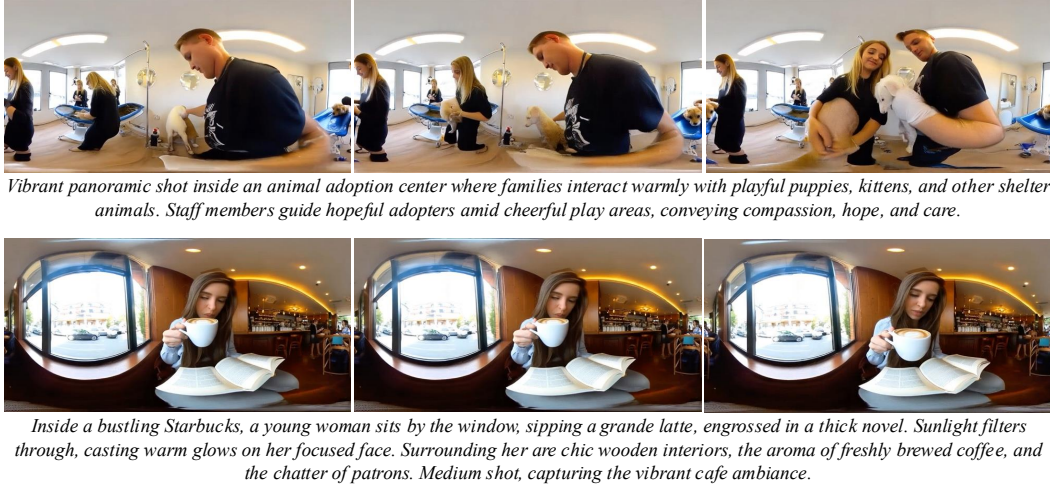 Vibrant panoramic shot inside an animal adoption center where families interact warmly with playful puppies, kittens, and other shelter
animals. Staff members guide hopeful adopters amid cheerful play areas, conveying compassion, hope, and care.
Inside a bustling Starbucks, a young woman sits by the window, sipping a grande latte, engrossed in a thick novel. Sunlight filters
through, casting warm glows on her focused face. Surrounding her are chic wooden interiors, the aroma of freshly brewed coffee, and
the chatter of patrons. Medium shot, capturing the vibrant cafe ambiance.